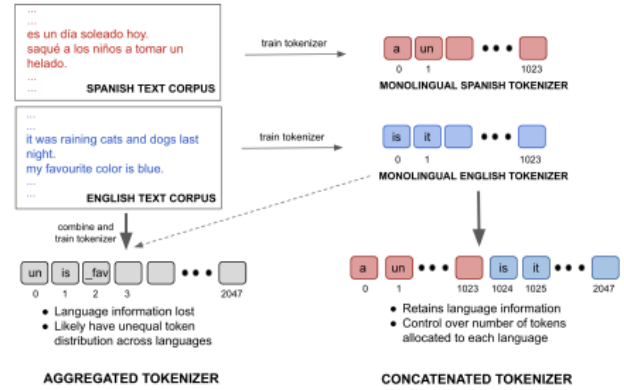 ...
...
es un día soleado hoy.
saqué a los niños a tomar un
helado.
...
...
SPANISH TEXT CORPUS
train tokenizer
a un
0 1 1023
MONOLINGUAL SPANISH TOKENIZER
...
...
it was raining cats and dogs last
night.
my favourite color is blue.
...
...
ENGLISH TEXT CORPUS
train tokenizer
is it
0 1 1023
MONOLINGUAL ENGLISH TOKENIZER
combine and
train tokenizer
un is _fav
0 1 2 3 2047
• Language information lost
• Likely have unequal token
distribution across languages
AGGREGATED TOKENIZER
a un is it
0 1 1023 1024 1025 2047
• Retains language information
• Control over number of tokens
allocated to each language
CONCATENATED TOKENIZER